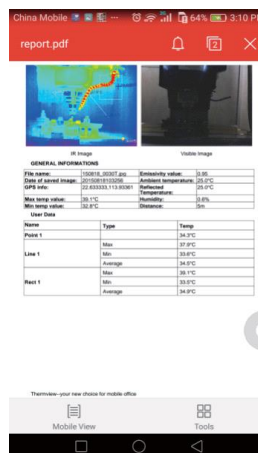 China Mobile 64% 3:10 PM
report.pdf 2
IR Image Visible Image
GENERAL INFORMATIONS
File name: 150818_0030T.jpg Emissivity value: 0.95
Date of saved image: 20150818103256 Ambient temperature: 25.0°C
GPS info: 22.633333,113.93361 Reflected Temperature: 25.0°C
Max temp value: 39.1°C Humidity: 0.6%
Min temp value: 32.8°C Distance: 5m
User Data
Name Type Temp
Point 1 34.3°C
Max 37.9°C
Line 1 Min 33.6°C
Average 34.5°C
Max 39.1°C
Rect 1 Min 33.5°C
Average 34.9°C
Thermview--your new choice for mobile office
Mobile View Tools